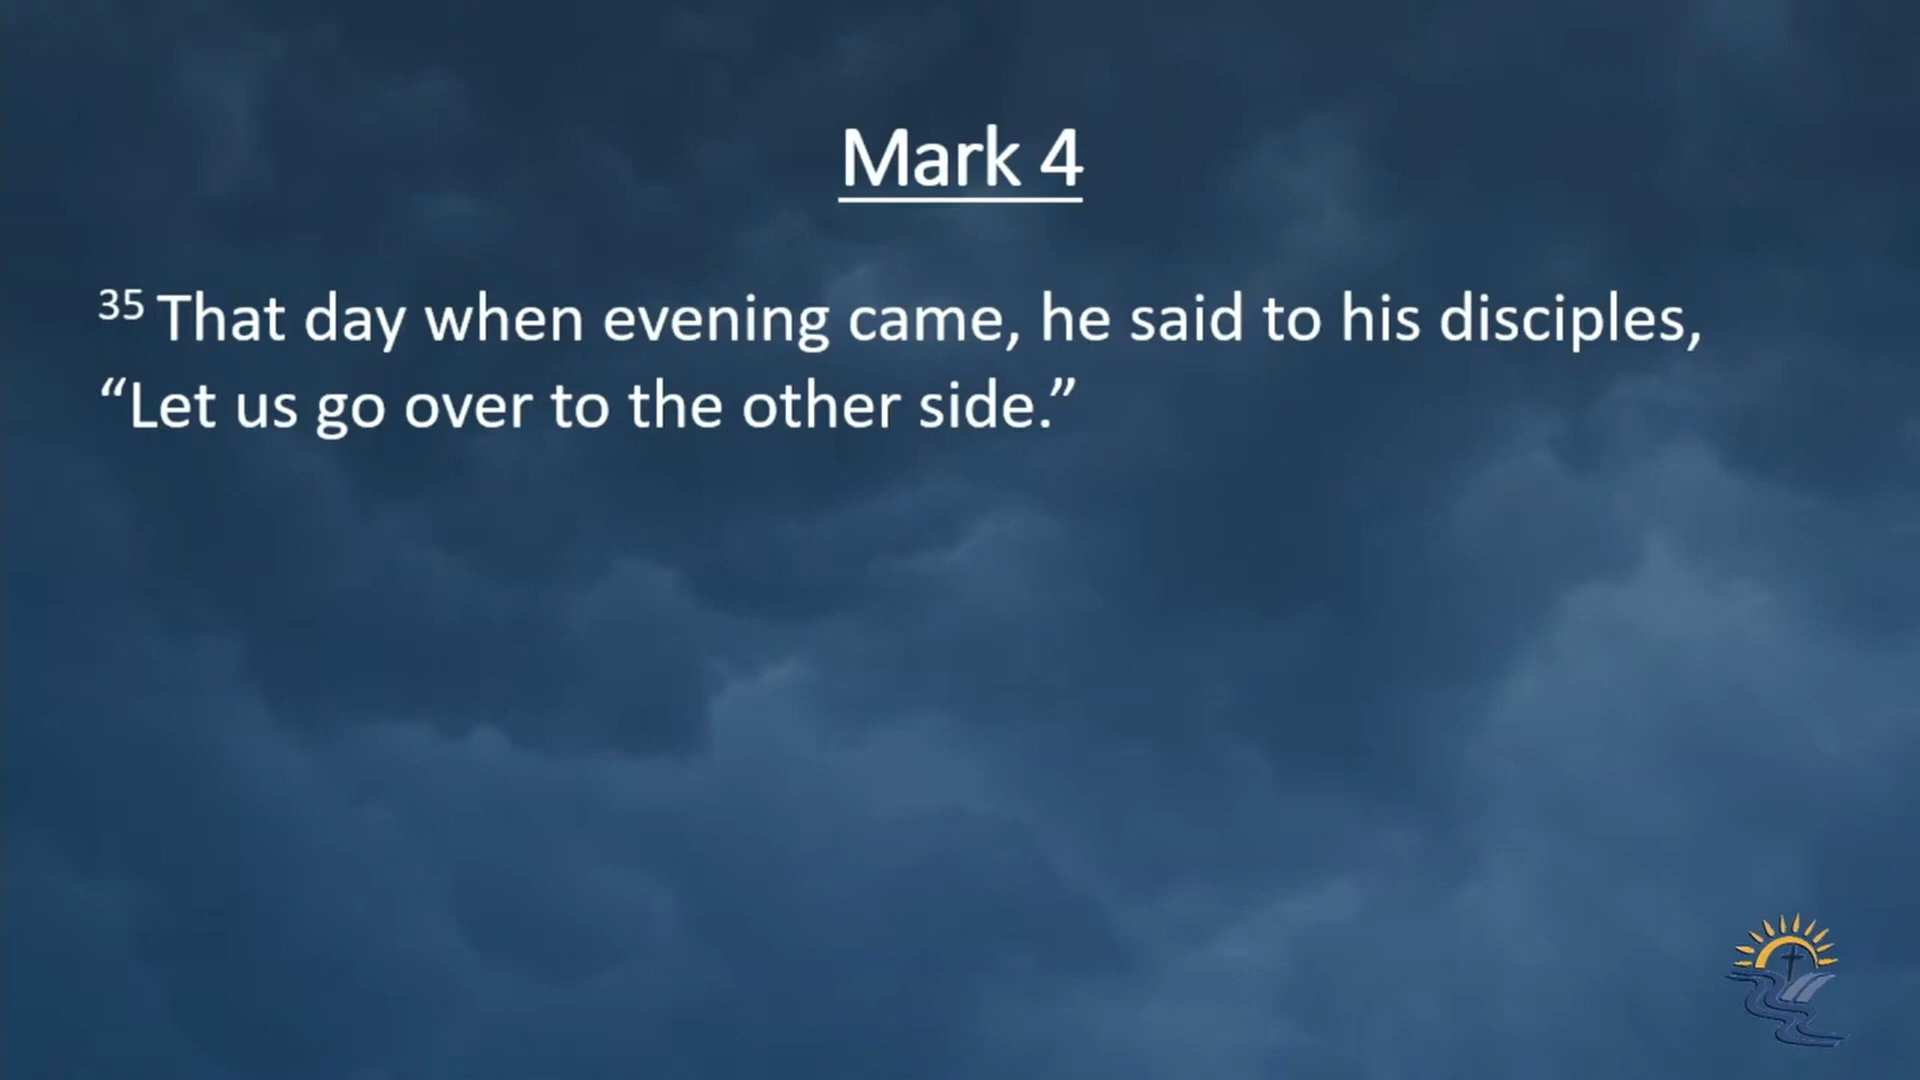 Mark 4
35 That day when evening came, he said to his disciples,
“Let us go over to the other side.”